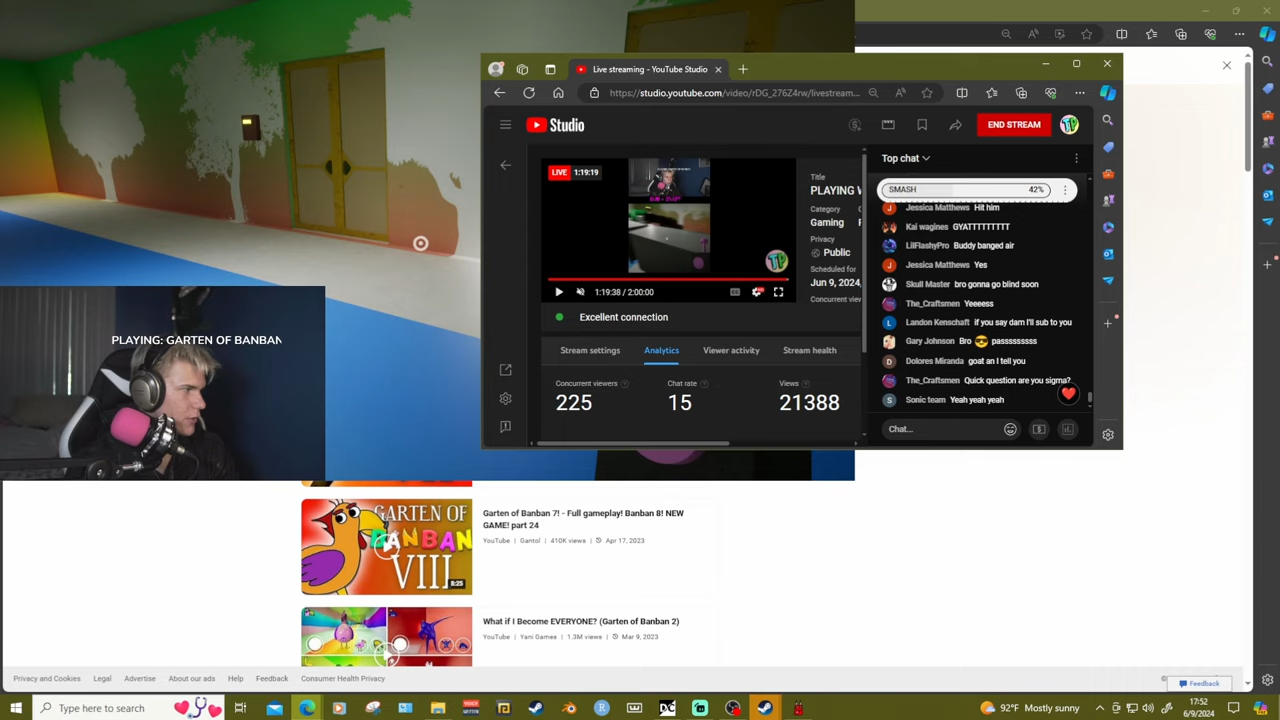 Live streaming - YouTube Studio
https://studio.youtube.com/video/rDG_276Z4rw/livestream...
Studio
END STREAM
LIVE 1:19:19
Title
PLAYING W
Category
Gaming
Privacy
Public
Scheduled for
Jun 9, 2024,
Concurrent view
1:19:38 / 2:00:00
Excellent connection
Stream settings Analytics Viewer activity Stream health
Concurrent viewers Chat rate Views
225 15 21388
Top chat
SMASH 42%
Jessica Matthews Hit him
Kai wagines GYATTTTTTTT
LilFlashyPro Buddy banged air
Jessica Matthews Yes
Skull Master bro gonna go blind soon
The_Craftsmen Yeeeess
Landon Kenschaft if you say dam I'll sub to you
Gary Johnson Bro 😎 passsssssss
Dolores Miranda goat an I tell you
The_Craftsmen Quick question are you sigma?
Sonic team Yeah yeah yeah
Chat...
PLAYING: GARTEN OF BANBAN
GARTEN OF
BANBAN
VIII
8:25
Garten of Banban 7! - Full gameplay! Banban 8! NEW
GAME! part 24
YouTube | Gantol | 410K views | Apr 17, 2023
What if I Become EVERYONE? (Garten of Banban 2)
YouTube | Yani Games | 1.3M views | Mar 9, 2023
Privacy and Cookies Legal Advertise About our ads Help Feedback Consumer Health Privacy
Feedback
Type here to search
92°F Mostly sunny
17:52
6/9/2024